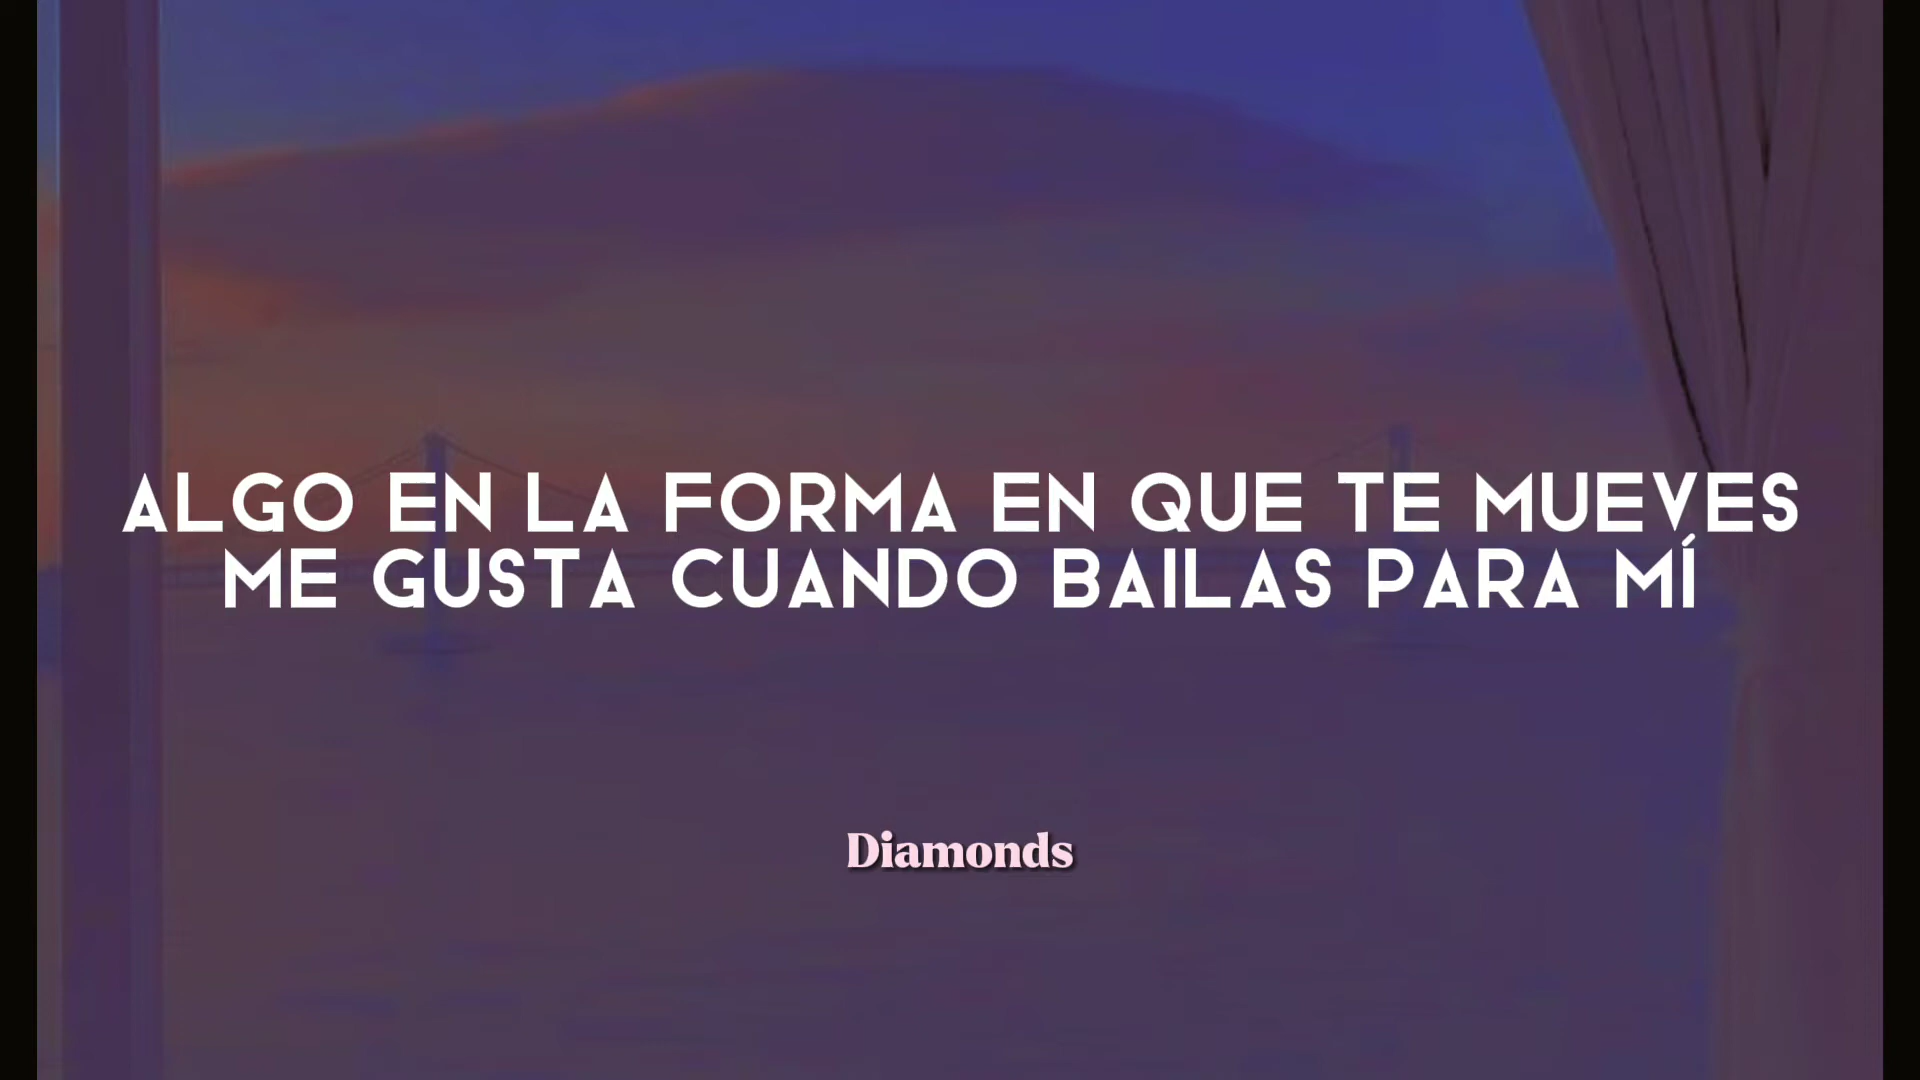 ALGO EN LA FORMA EN QUE TE MUEVES
ME GUSTA CUANDO BAILAS PARA MÍ
Diamonds